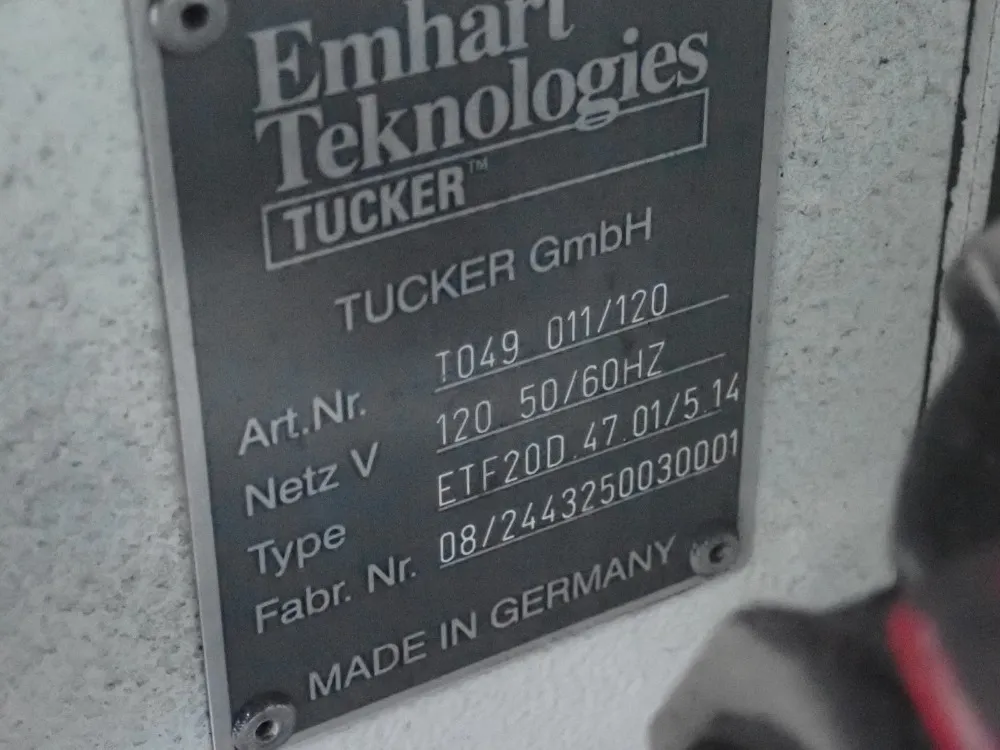 Emhart
Teknologies
TUCKER™
TUCKER GmbH
Art.Nr. T049 011/120
Netz V 120 50/60HZ
Type ETF20D.47.01/5.14
Fabr. Nr. 08/2443250030001
MADE IN GERMANY